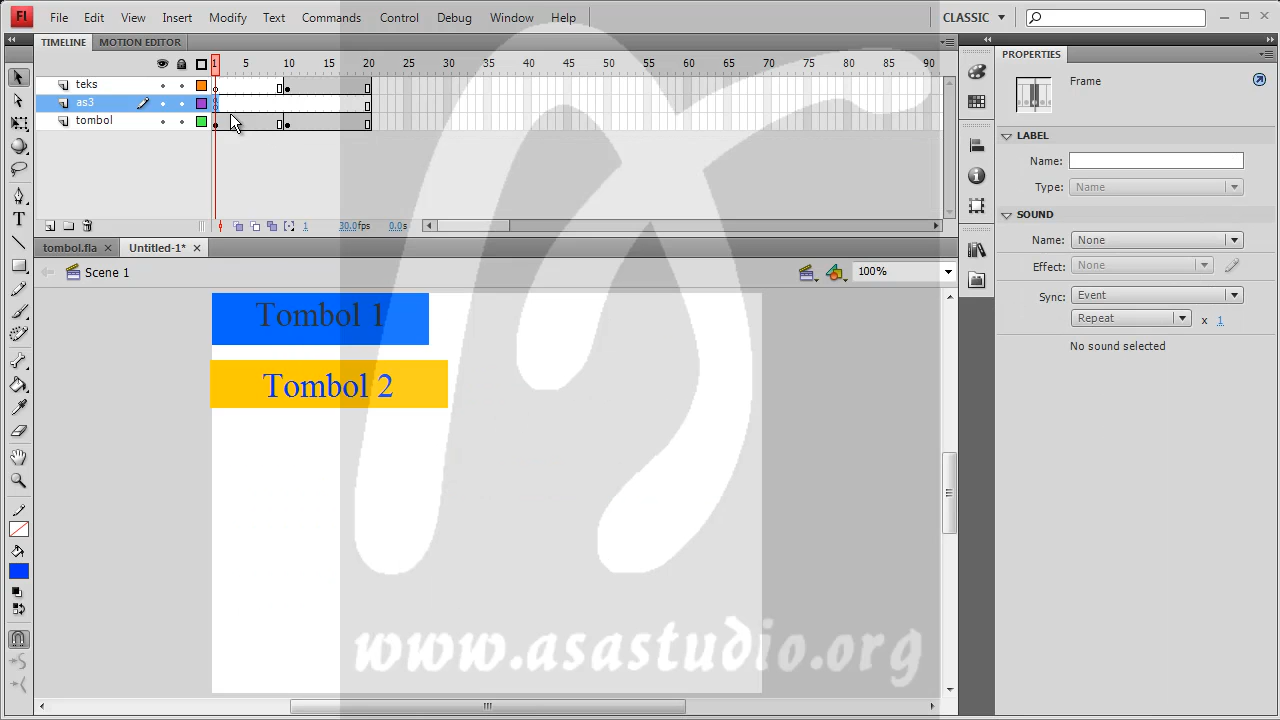 Fl File Edit View Insert Modify Text Commands Control Debug Window Help CLASSIC
TIMELINE MOTION EDITOR
PROPERTIES
1 5 10 15 20 25 30 35 40 45 50 55 60 65 70 75 80 85 90
teks
as3
tombol
1 30.0fps 0.0s
Frame
LABEL
Name:
Type: Name
SOUND
Name: None
Effect: None
Sync: Event
Repeat x 1
No sound selected
tombol.fla Untitled-1*
Scene 1
100%
Tombol 1
Tombol 2
www.asastudio.org